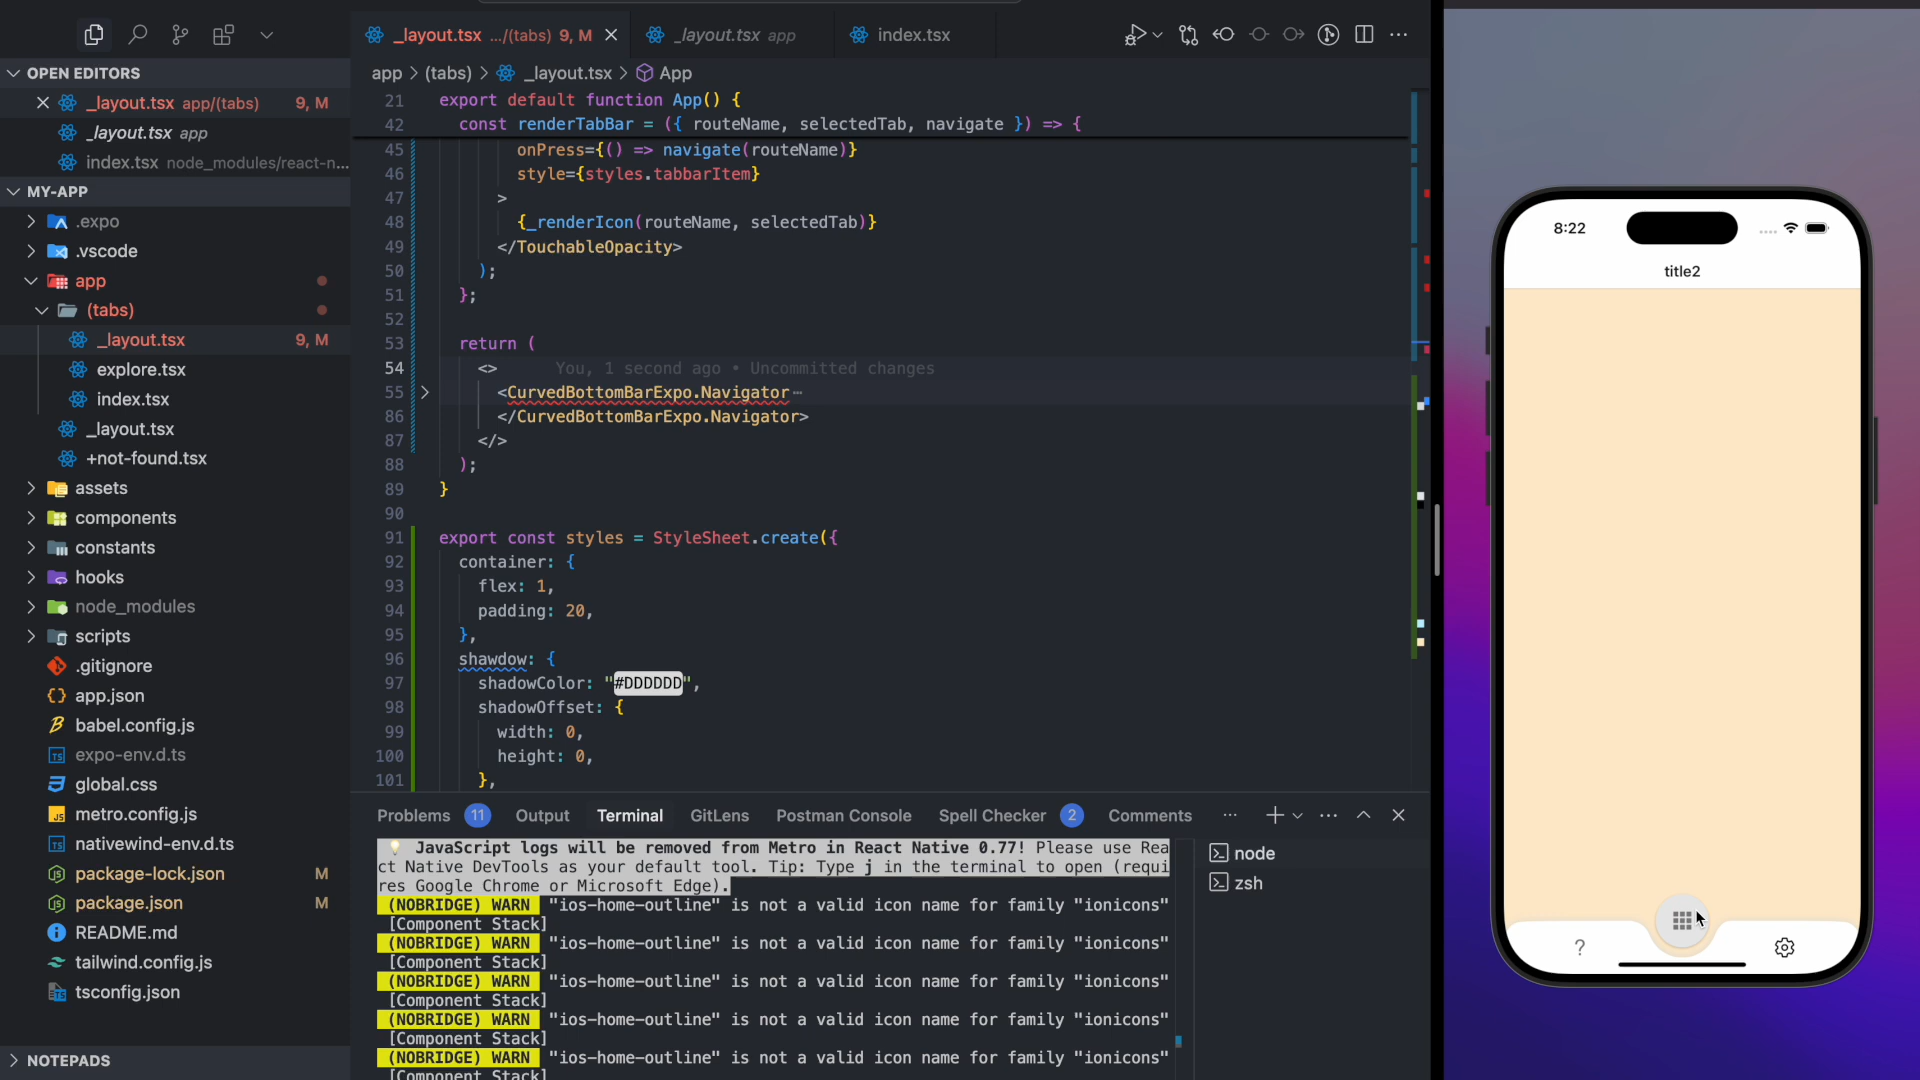 _layout.tsx .../(tabs) 9, M
_layout.tsx app
index.tsx
OPEN EDITORS
_layout.tsx app/(tabs) 9, M
_layout.tsx app
index.tsx node_modules/react-n...
MY-APP
.expo
.vscode
app
(tabs)
_layout.tsx 9, M
explore.tsx
index.tsx
_layout.tsx
+not-found.tsx
assets
components
constants
hooks
node_modules
scripts
.gitignore
app.json
babel.config.js
expo-env.d.ts
global.css
metro.config.js
nativewind-env.d.ts
package-lock.json M
package.json M
README.md
tailwind.config.js
tsconfig.json
NOTEPADS
app > (tabs) > _layout.tsx > App
21 export default function App() {
42 const renderTabBar = ({ routeName, selectedTab, navigate }) => {
45 onPress={() => navigate(routeName)}
46 style={styles.tabbarItem}
47 >
48 {_renderIcon(routeName, selectedTab)}
49 </TouchableOpacity>
50 );
51 };
52
53 return (
54 <> You, 1 second ago • Uncommitted changes
55 <CurvedBottomBarExpo.Navigator
86 </CurvedBottomBarExpo.Navigator>
87 </>
88 );
89 }
90
91 export const styles = StyleSheet.create({
92 container: {
93 flex: 1,
94 padding: 20,
95 },
96 shawdow: {
97 shadowColor: "#DDDDDD",
98 shadowOffset: {
99 width: 0,
100 height: 0,
101 },
Problems 11 Output Terminal GitLens Postman Console Spell Checker 2 Comments
JavaScript logs will be removed from Metro in React Native 0.77! Please use Rea
ct Native DevTools as your default tool. Tip: Type j in the terminal to open (requi
res Google Chrome or Microsoft Edge).
(NOBRIDGE) WARN "ios-home-outline" is not a valid icon name for family "ionicons"
[Component Stack]
(NOBRIDGE) WARN "ios-home-outline" is not a valid icon name for family "ionicons"
[Component Stack]
(NOBRIDGE) WARN "ios-home-outline" is not a valid icon name for family "ionicons"
[Component Stack]
(NOBRIDGE) WARN "ios-home-outline" is not a valid icon name for family "ionicons"
[Component Stack]
(NOBRIDGE) WARN "ios-home-outline" is not a valid icon name for family "ionicons"
[Component Stack]
node
zsh
8:22
title2
?